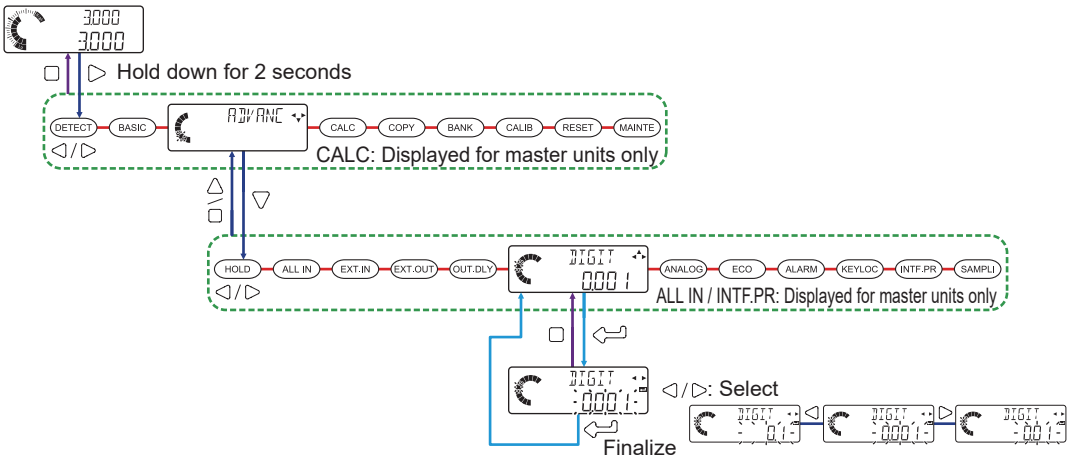 3.000
3.000
Hold down for 2 seconds
DETECT BASIC ADVANC CALC COPY BANK CALIB RESET MAINTE
/ CALC: Displayed for master units only
/
HOLD ALL IN EXT.IN EXT.OUT OUT.DLY DIGIT 0.001 ANALOG ECO ALARM KEYLOC INTF.PR SAMPLI
/ ALL IN / INTF.PR: Displayed for master units only
DIGIT
0.001
/ : Select
Finalize
DIGIT DIGIT DIGIT
0.1 0.001 0.01